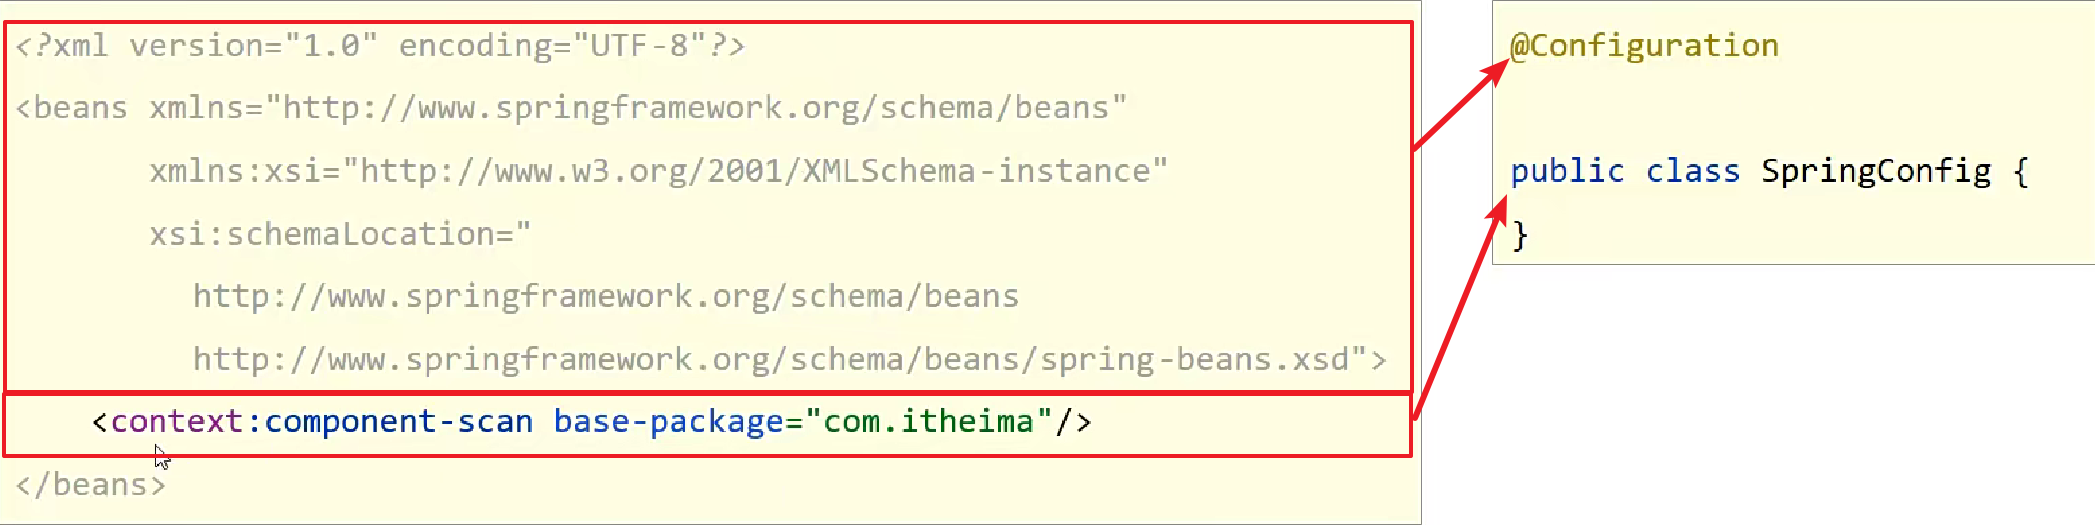 <?xml version="1.0" encoding="UTF-8"?>
<beans xmlns="http://www.springframework.org/schema/beans"
xmlns:xsi="http://www.w3.org/2001/XMLSchema-instance"
xsi:schemaLocation="
http://www.springframework.org/schema/beans
http://www.springframework.org/schema/beans/spring-beans.xsd">
<context:component-scan base-package="com.itheima"/>
</beans>
@Configuration
public class SpringConfig {
}